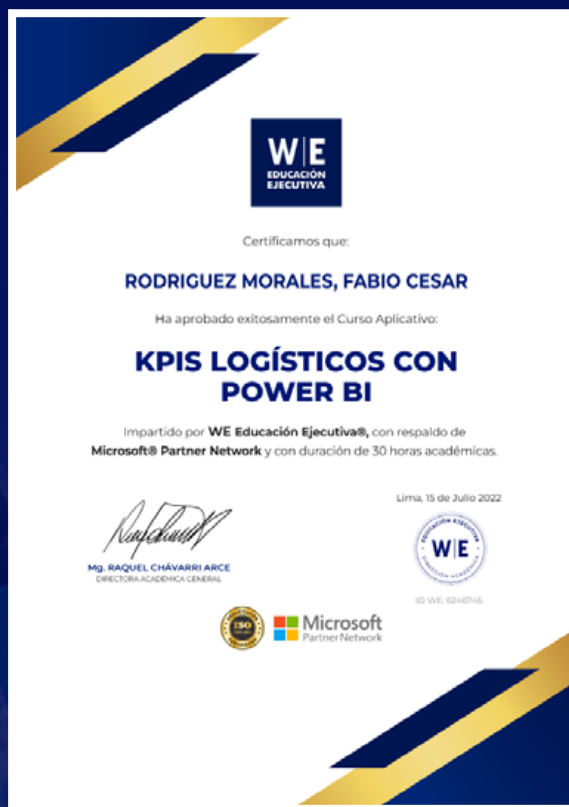 W|E
EDUCACIÓN
EJECUTIVA
Certificamos que:
RODRIGUEZ MORALES, FABIO CESAR
Ha aprobado exitosamente el Curso Aplicativo:
KPIS LOGÍSTICOS CON
POWER BI
Impartido por WE Educación Ejecutiva®, con respaldo de
Microsoft® Partner Network y con duración de 30 horas académicas.
Lima, 15 de Julio 2022
EDUCACIÓN EJECUTIVA
W|E
DIRECCIÓN ACADÉMICA
Mg. RAQUEL CHÁVARRI ARCE
DIRECTORA ACADÉMICA GENERAL
ID WE: 6246746
ISO
Microsoft
Partner Network